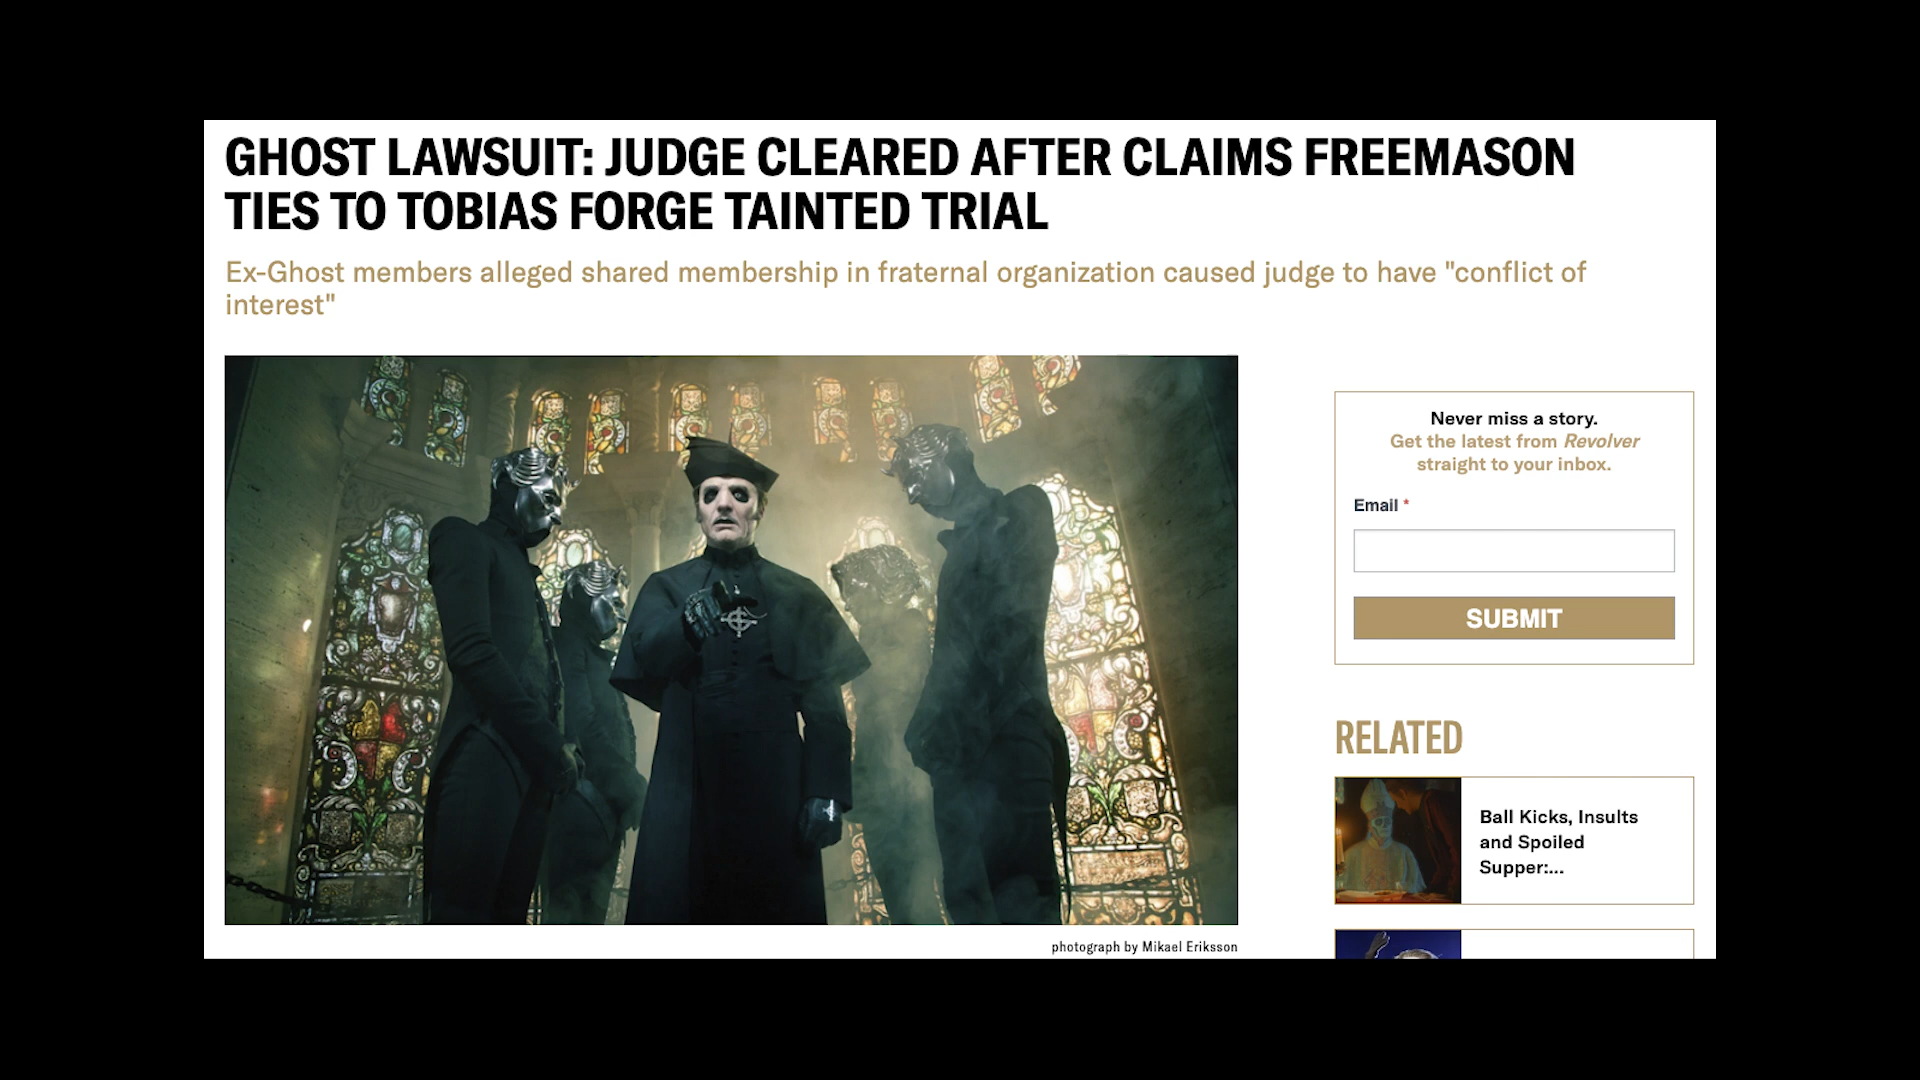 GHOST LAWSUIT: JUDGE CLEARED AFTER CLAIMS FREEMASON
TIES TO TOBIAS FORGE TAINTED TRIAL
Ex-Ghost members alleged shared membership in fraternal organization caused judge to have "conflict of
interest"
photograph by Mikael Eriksson
Never miss a story.
Get the latest from Revolver
straight to your inbox.
Email *
SUBMIT
RELATED
Ball Kicks, Insults
and Spoiled
Supper:...